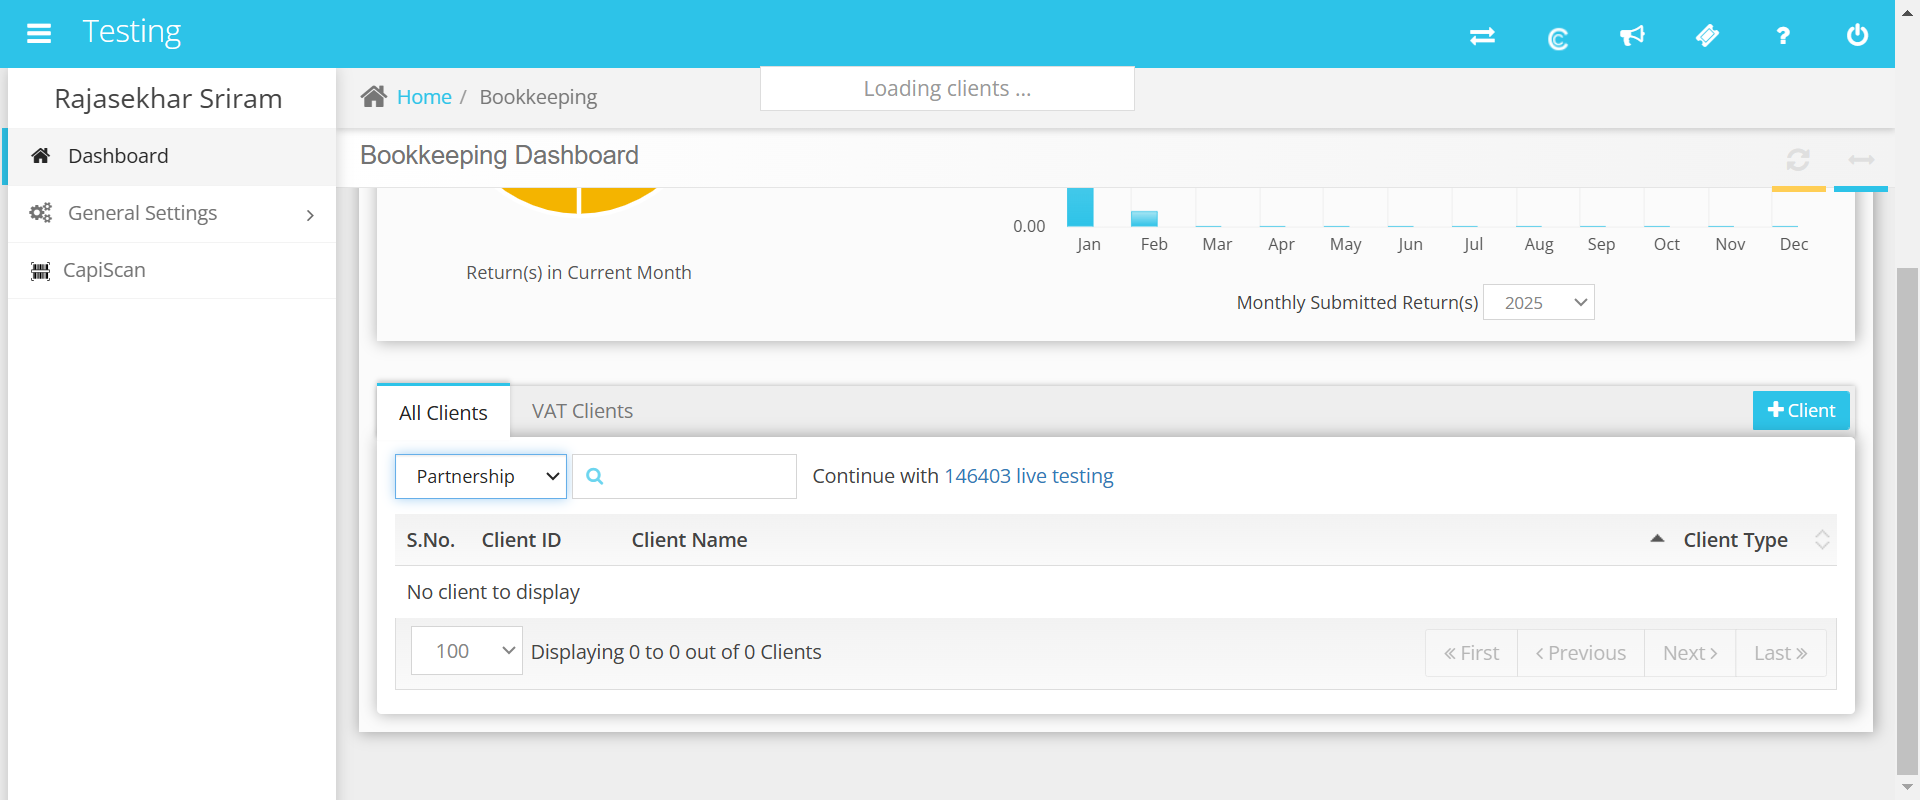 Testing
Rajasekhar Sriram
Dashboard
General Settings
CapiScan
Home / Bookkeeping
Loading clients ...
Bookkeeping Dashboard
0.00
Jan Feb Mar Apr May Jun Jul Aug Sep Oct Nov Dec
Return(s) in Current Month
Monthly Submitted Return(s) 2025
All Clients VAT Clients
Client
Partnership
Continue with 146403 live testing
S.No. Client ID Client Name Client Type
No client to display
100 Displaying 0 to 0 out of 0 Clients
First Previous Next Last